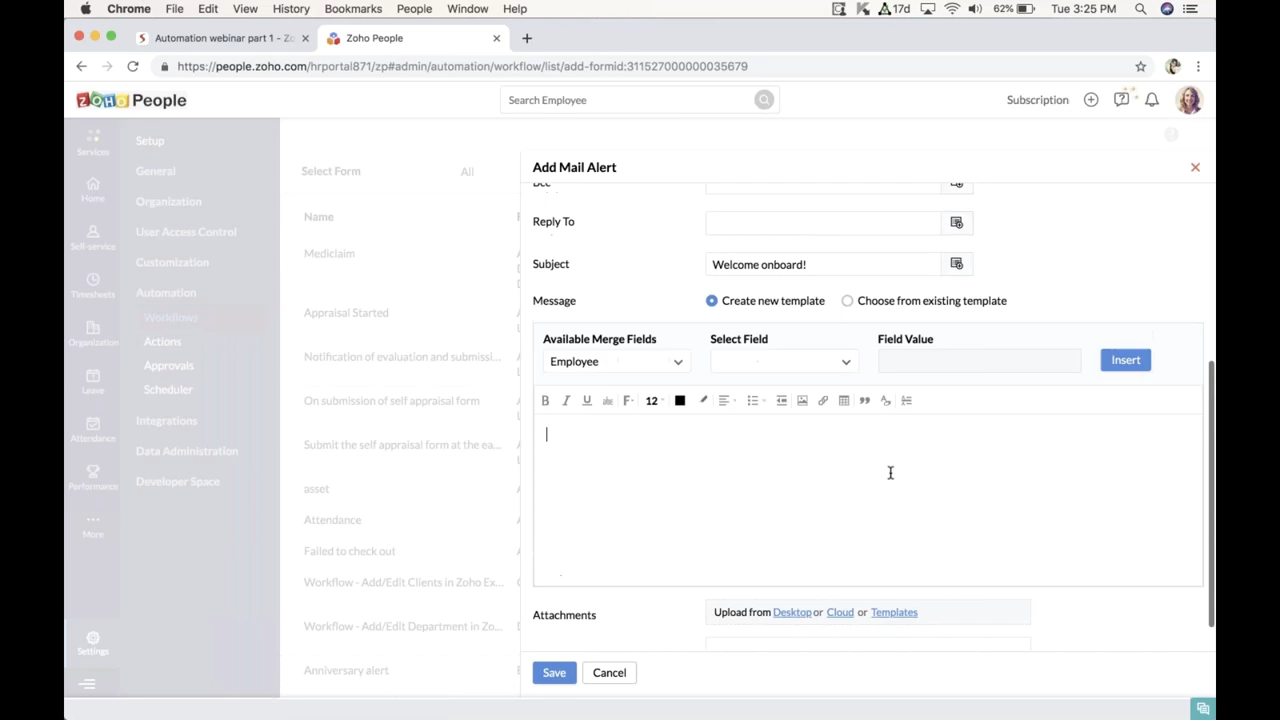 Chrome File Edit View History Bookmarks People Window Help 17d 62% Tue 3:25 PM
Automation webinar part 1 - Zo Zoho People
https://people.zoho.com/hrportal871/zp#admin/automation/workflow/list/add-formid:311527000000035679
ZOHO People Search Employee Subscription
Services
Home
Self-service
Timesheets
Organization
Leave
Attendance
Performance
More
Settings
Setup
General
Organization
User Access Control
Customization
Automation
Workflows
Actions
Approvals
Scheduler
Integrations
Data Administration
Developer Space
Select Form All
Name
Mediclaim
Appraisal Started
Notification of evaluation and submissi...
On submission of self appraisal form
Submit the self appraisal form at the ea...
asset
Attendance
Failed to check out
Workflow - Add/Edit Clients in Zoho Ex...
Workflow - Add/Edit Department in Zo...
Anniversary alert
Add Mail Alert
Bcc
Reply To
Subject Welcome onboard!
Message Create new template Choose from existing template
Available Merge Fields Select Field Field Value
Employee Insert
B I U abc F 12
Attachments Upload from Desktop or Cloud or Templates
Save Cancel